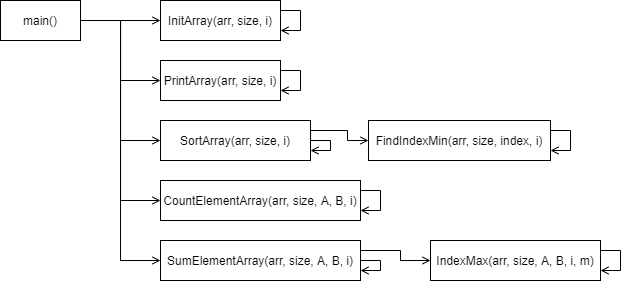 main()
InitArray(arr, size, i)
PrintArray(arr, size, i)
SortArray(arr, size, i)
FindIndexMin(arr, size, index, i)
CountElementArray(arr, size, A, B, i)
SumElementArray(arr, size, A, B, i)
IndexMax(arr, size, A, B, i, m)